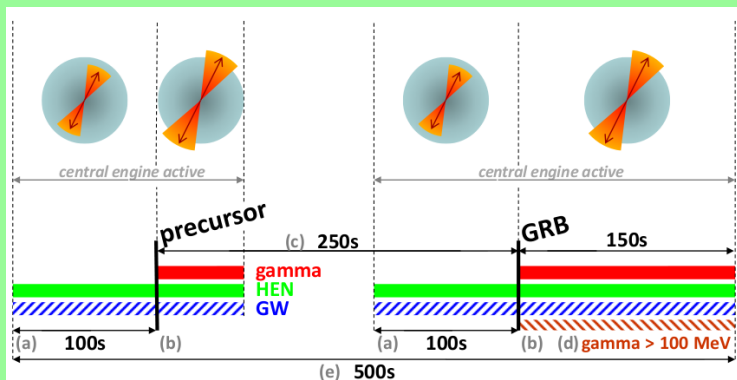 central engine active
central engine active
precursor
GRB
(c) 250s
150s
gamma
HEN
GW
(a) 100s (b)
(a) 100s (b) (d) gamma > 100 MeV
(e) 500s